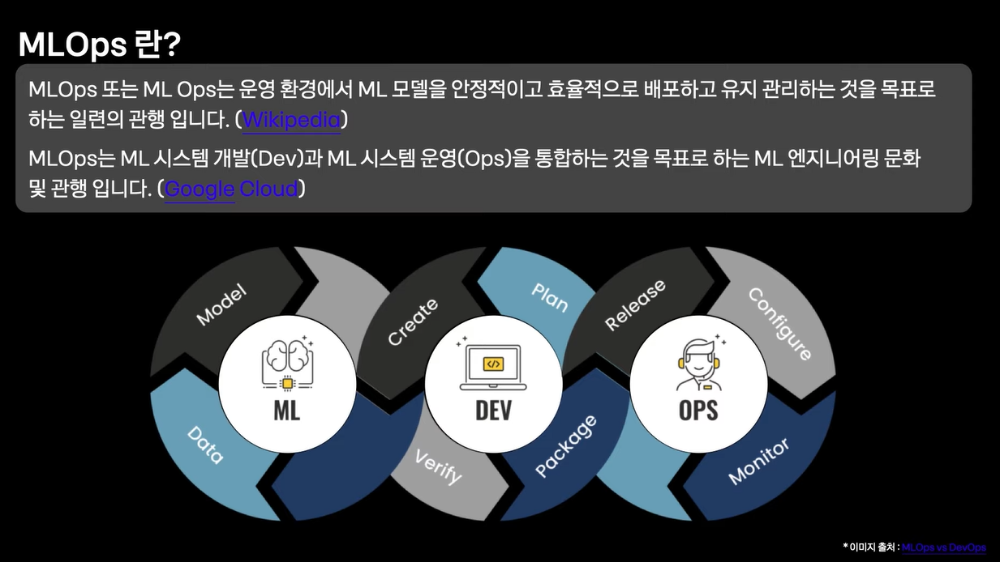 MLOps 란?
MLOps 또는 ML Ops는 운영 환경에서 ML 모델을 안정적이고 효율적으로 배포하고 유지 관리하는 것을 목표로
하는 일련의 관행 입니다. (Wikipedia)
MLOps는 ML 시스템 개발(Dev)과 ML 시스템 운영(Ops)을 통합하는 것을 목표로 하는 ML 엔지니어링 문화
및 관행 입니다. (Google Cloud)
Model
Create
Plan
Release
Configure
ML
DEV
</>
OPS
Data
Verify
Package
Monitor
* 이미지 출처 : MLOps vs DevOps